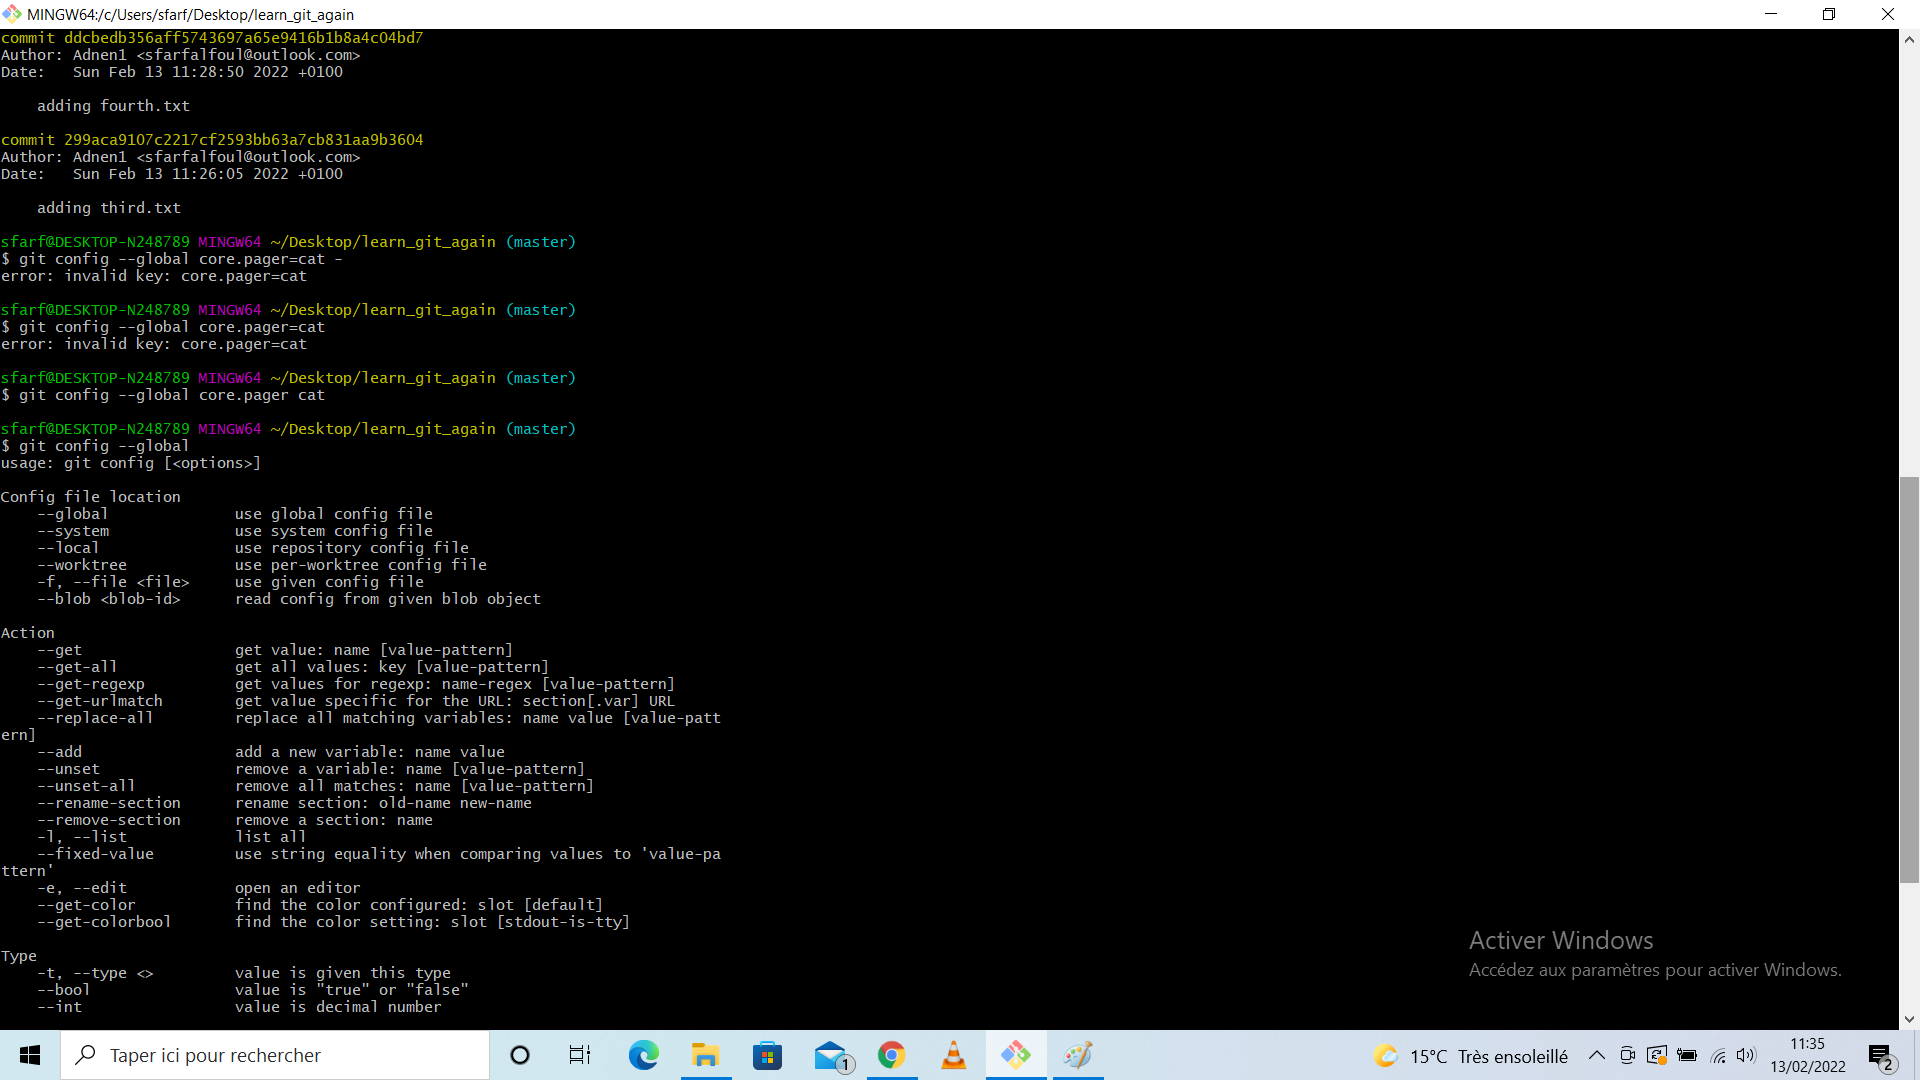 MINGW64:/c/Users/sfarf/Desktop/learn_git_again
commit ddcbedb356aff5743697a65e9416b1b8a4c04bd7
Author: Adnen1 <sfarfalfoul@outlook.com>
Date:   Sun Feb 13 11:28:50 2022 +0100
    adding fourth.txt
commit 299aca9107c2217cf2593bb63a7cb831aa9b3604
Author: Adnen1 <sfarfalfoul@outlook.com>
Date:   Sun Feb 13 11:26:05 2022 +0100
    adding third.txt
sfarf@DESKTOP-N248789 MINGW64 ~/Desktop/learn_git_again (master)
$ git config --global core.pager=cat -
error: invalid key: core.pager=cat
sfarf@DESKTOP-N248789 MINGW64 ~/Desktop/learn_git_again (master)
$ git config --global core.pager=cat
error: invalid key: core.pager=cat
sfarf@DESKTOP-N248789 MINGW64 ~/Desktop/learn_git_again (master)
$ git config --global core.pager cat
sfarf@DESKTOP-N248789 MINGW64 ~/Desktop/learn_git_again (master)
$ git config --global
usage: git config [<options>]
Config file location
    --global              use global config file
    --system              use system config file
    --local               use repository config file
    --worktree            use per-worktree config file
    -f, --file <file>     use given config file
    --blob <blob-id>      read config from given blob object
Action
    --get                 get value: name [value-pattern]
    --get-all             get all values: key [value-pattern]
    --get-regexp          get values for regexp: name-regex [value-pattern]
    --get-urlmatch        get value specific for the URL: section[.var] URL
    --replace-all         replace all matching variables: name value [value-patt
ern]
    --add                 add a new variable: name value
    --unset               remove a variable: name [value-pattern]
    --unset-all           remove all matches: name [value-pattern]
    --rename-section      rename section: old-name new-name
    --remove-section      remove a section: name
    -l, --list            list all
    --fixed-value         use string equality when comparing values to 'value-pa
ttern'
    -e, --edit            open an editor
    --get-color           find the color configured: slot [default]
    --get-colorbool       find the color setting: slot [stdout-is-tty]
Type
    -t, --type <>         value is given this type
    --bool                value is "true" or "false"
    --int                 value is decimal number
Activer Windows
Accédez aux paramètres pour activer Windows.
Taper ici pour rechercher
1
15°C Très ensoleillé
11:35
13/02/2022
2